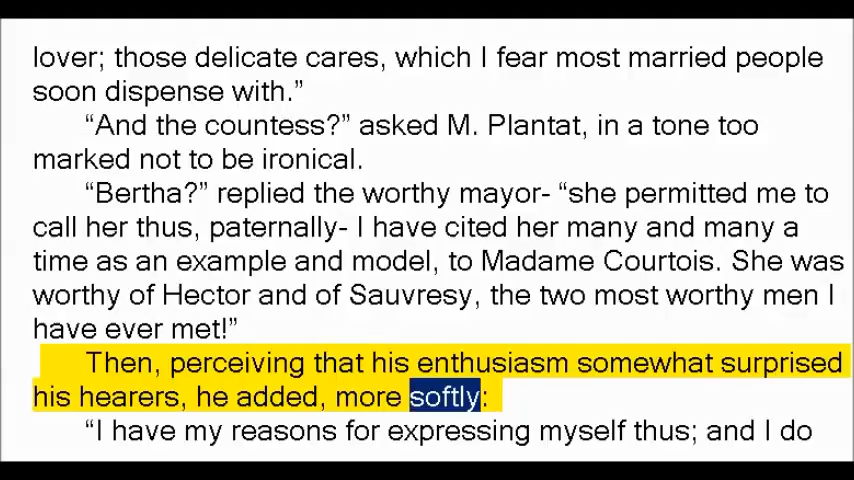 lover; those delicate cares, which I fear most married people
soon dispense with.”
“And the countess?” asked M. Plantat, in a tone too
marked not to be ironical.
“Bertha?” replied the worthy mayor- “she permitted me to
call her thus, paternally- I have cited her many and many a
time as an example and model, to Madame Courtois. She was
worthy of Hector and of Sauvresy, the two most worthy men I
have ever met!”
Then, perceiving that his enthusiasm somewhat surprised
his hearers, he added, more softly:
“I have my reasons for expressing myself thus; and I do